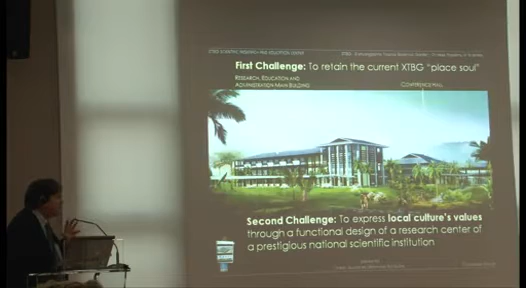 First Challenge: To retain the current XTBG "place soul"
RESEARCH, EDUCATION AND
ADMINISTRATION MAIN BUILDING
CONFERENCE HALL
Second Challenge: To express local culture's values
through a functional design of a research center of
a prestigious national scientific institution